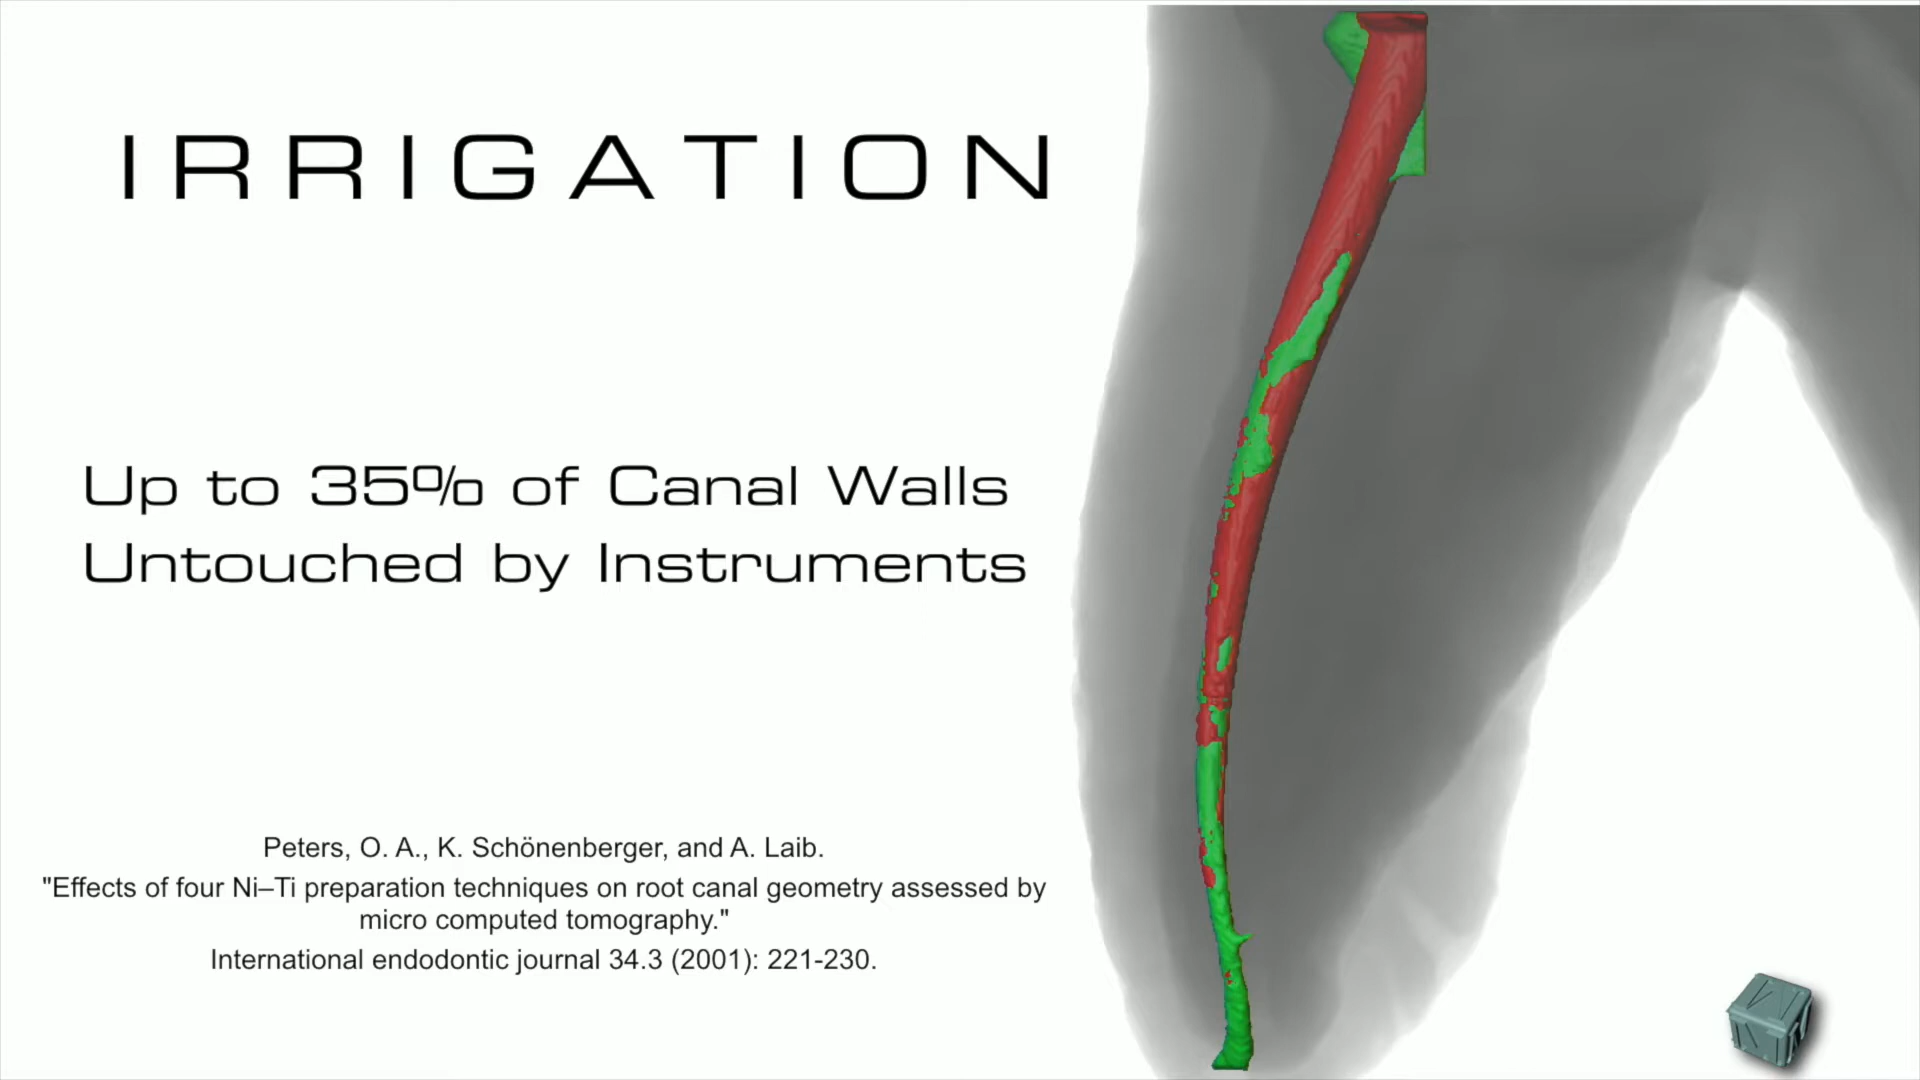 IRRIGATION
Up to 35% of Canal Walls
Untouched by Instruments
Peters, O. A., K. Schönenberger, and A. Laib.
"Effects of four Ni–Ti preparation techniques on root canal geometry assessed by
micro computed tomography."
International endodontic journal 34.3 (2001): 221-230.